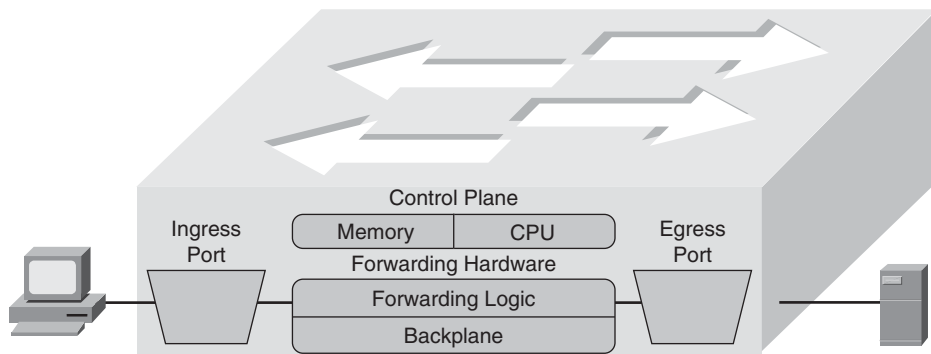 Control Plane
Ingress
Port
Memory
CPU
Egress
Port
Forwarding Hardware
Forwarding Logic
Backplane